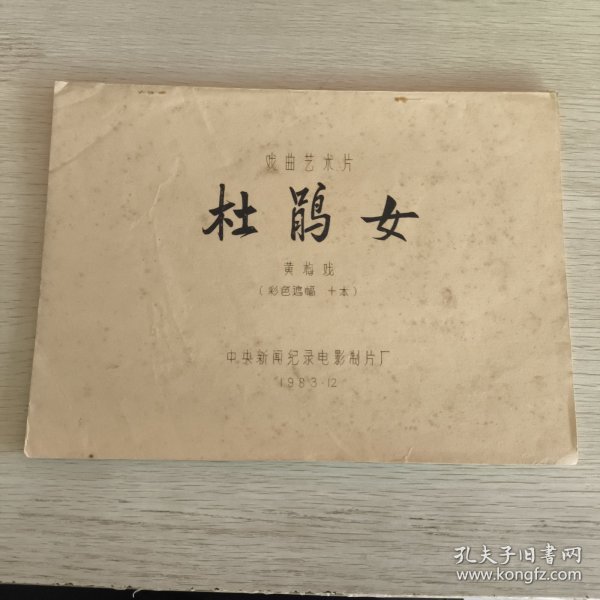 戏曲艺术片
杜鹃女
黄梅戏
(彩色遮幅 十本)
中央新闻纪录电影制片厂
1983·12
孔夫子旧书网
www.kongfz.com